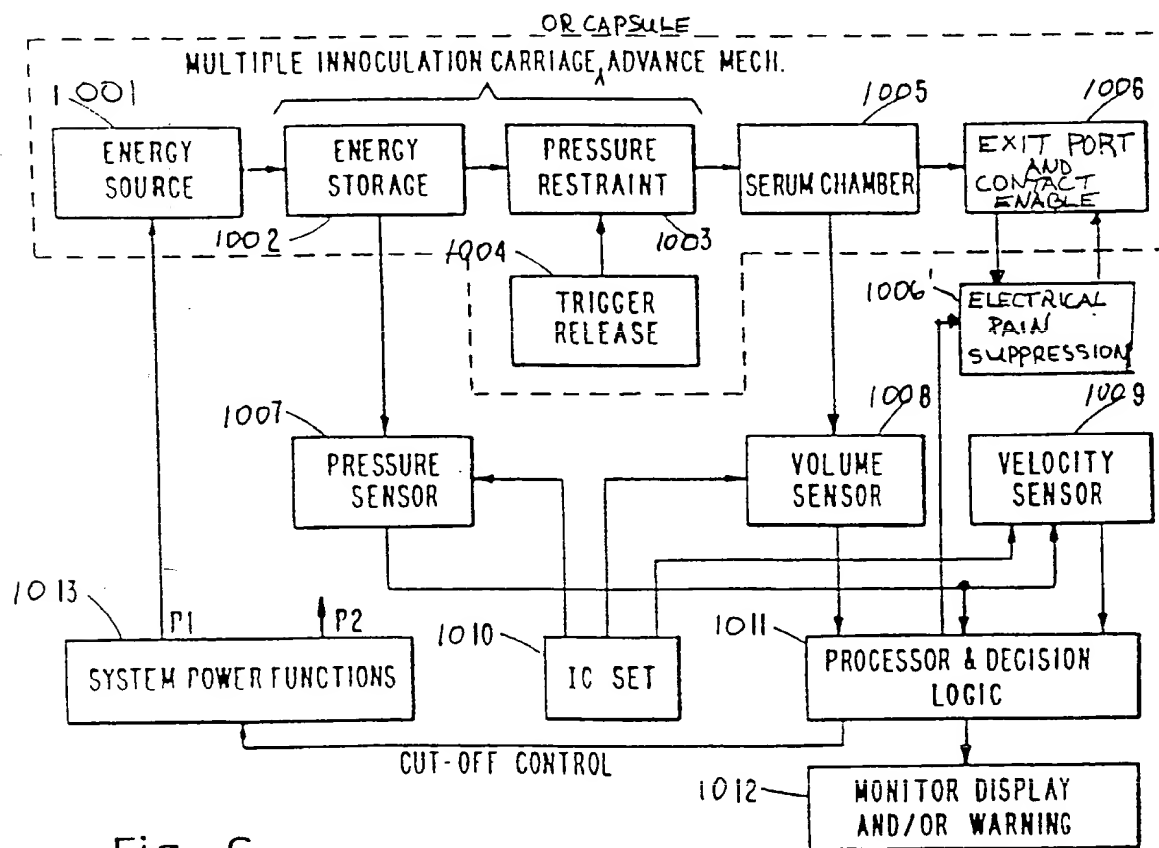 OR CAPSULE
MULTIPLE INNOCULATION CARRIAGE ADVANCE MECH.
1001
ENERGY
SOURCE
ENERGY
STORAGE
1002
PRESSURE
RESTRAINT
1003
1005
SERUM CHAMBER
1006
EXIT PORT
AND
CONTACT
ENABLE
1004
TRIGGER
RELEASE
1006'
ELECTRICAL
PAIN
SUPPRESSION
1007
PRESSURE
SENSOR
1008
VOLUME
SENSOR
1009
VELOCITY
SENSOR
1013
P1
P2
SYSTEM POWER FUNCTIONS
1010
IC SET
1011
PROCESSOR & DECISION
LOGIC
CUT-OFF CONTROL
1012
MONITOR DISPLAY
AND/OR WARNING